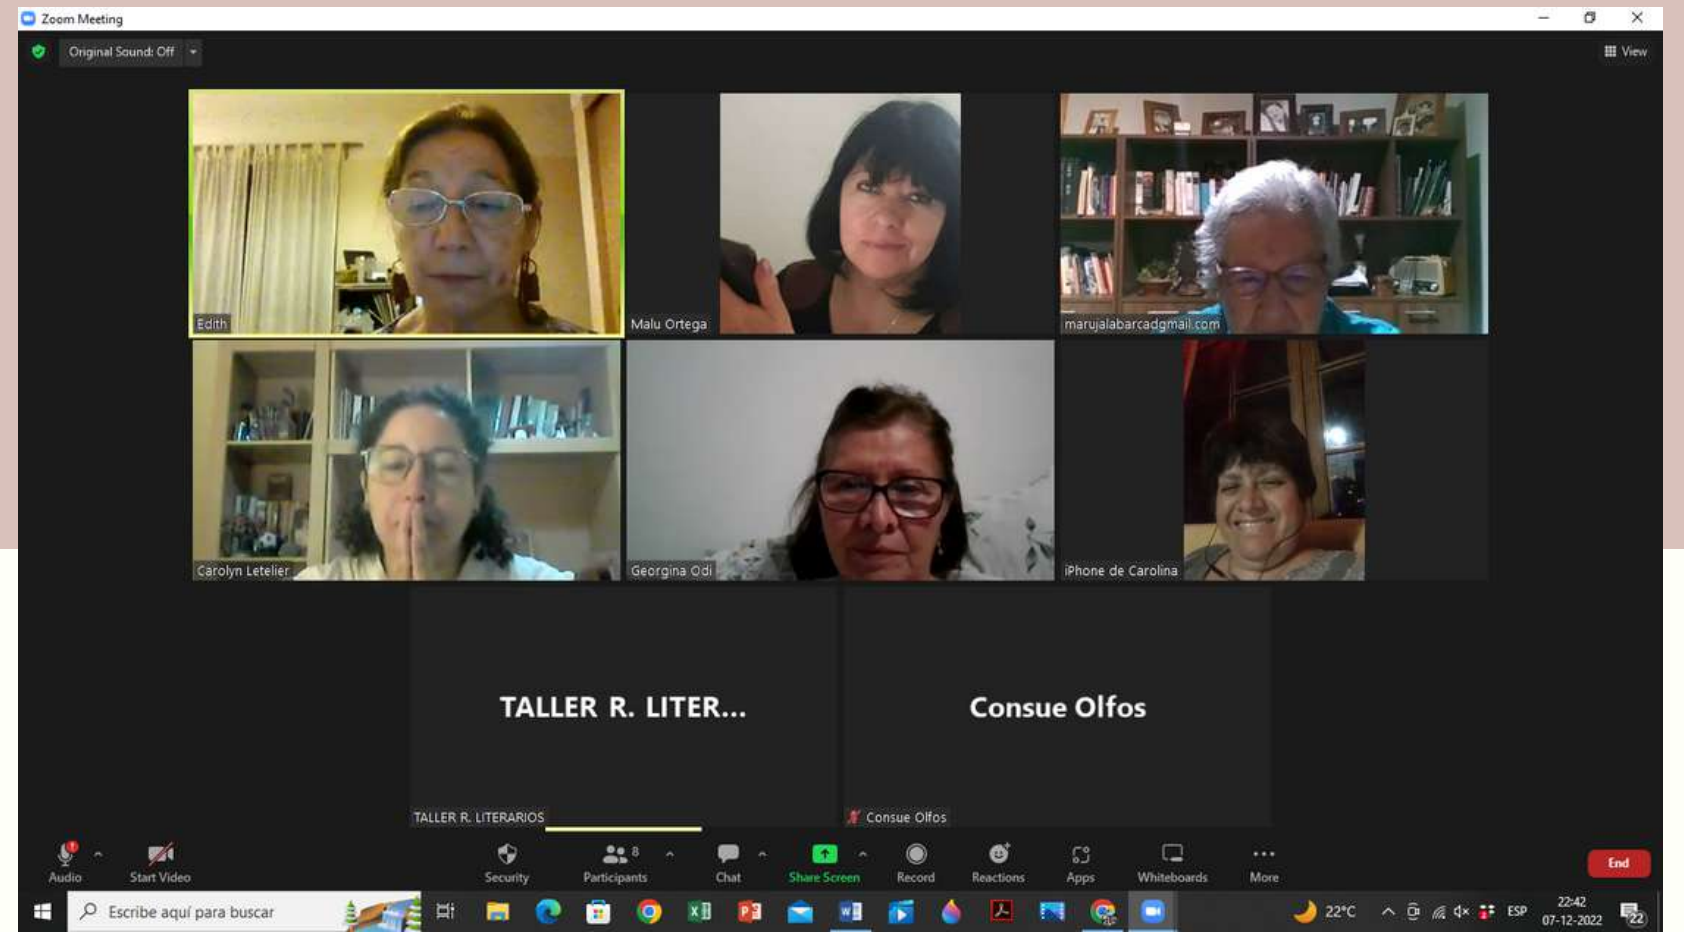 Zoom Meeting
Original Sound: Off
View
Edith
Malu Ortega
marujalabarcadgmail.com
Carolyn Letelier
Georgina Odi
iPhone de Carolina
TALLER R. LITER...
Consue Olfos
TALLER R. LITERARIOS
Consue Olfos
Audio
Start Video
Security
Participants 8
Chat
Share Screen
Record
Reactions
Apps
Whiteboards
More
End
Escribe aquí para buscar
22°C
ESP
22:42
07-12-2022
22